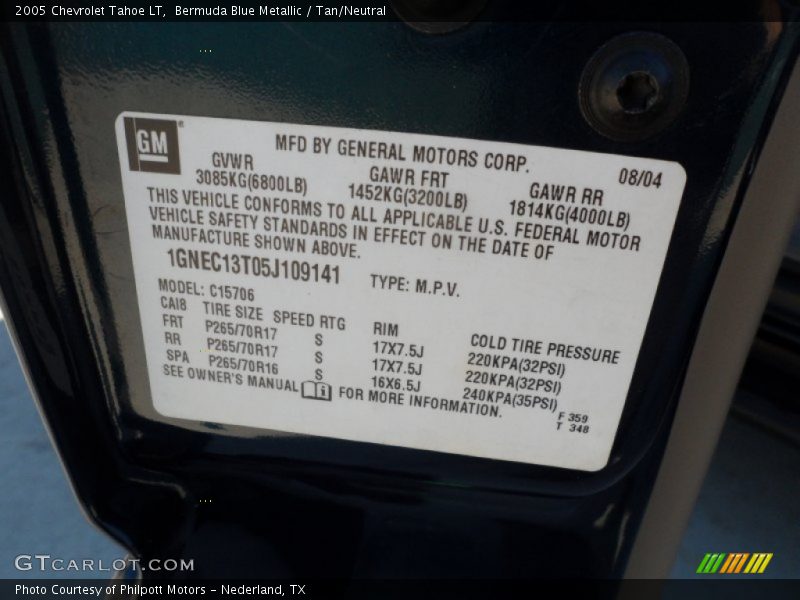 2005 Chevrolet Tahoe LT, Bermuda Blue Metallic / Tan/Neutral
GM
MFD BY GENERAL MOTORS CORP. 08/04
GVWR GAWR FRT GAWR RR
3085KG(6800LB) 1452KG(3200LB) 1814KG(4000LB)
THIS VEHICLE CONFORMS TO ALL APPLICABLE U.S. FEDERAL MOTOR
VEHICLE SAFETY STANDARDS IN EFFECT ON THE DATE OF
MANUFACTURE SHOWN ABOVE.
1GNEC13T05J109141 TYPE: M.P.V.
MODEL: C15706
CAI8 TIRE SIZE SPEED RTG RIM COLD TIRE PRESSURE
FRT P265/70R17 S 17X7.5J 220KPA(32PSI)
RR P265/70R17 S 17X7.5J 220KPA(32PSI)
SPA P265/70R16 S 16X6.5J 240KPA(35PSI)
SEE OWNER'S MANUAL i FOR MORE INFORMATION.
F 359
T 348
GTcarlot.com
Photo Courtesy of Philpott Motors - Nederland, TX